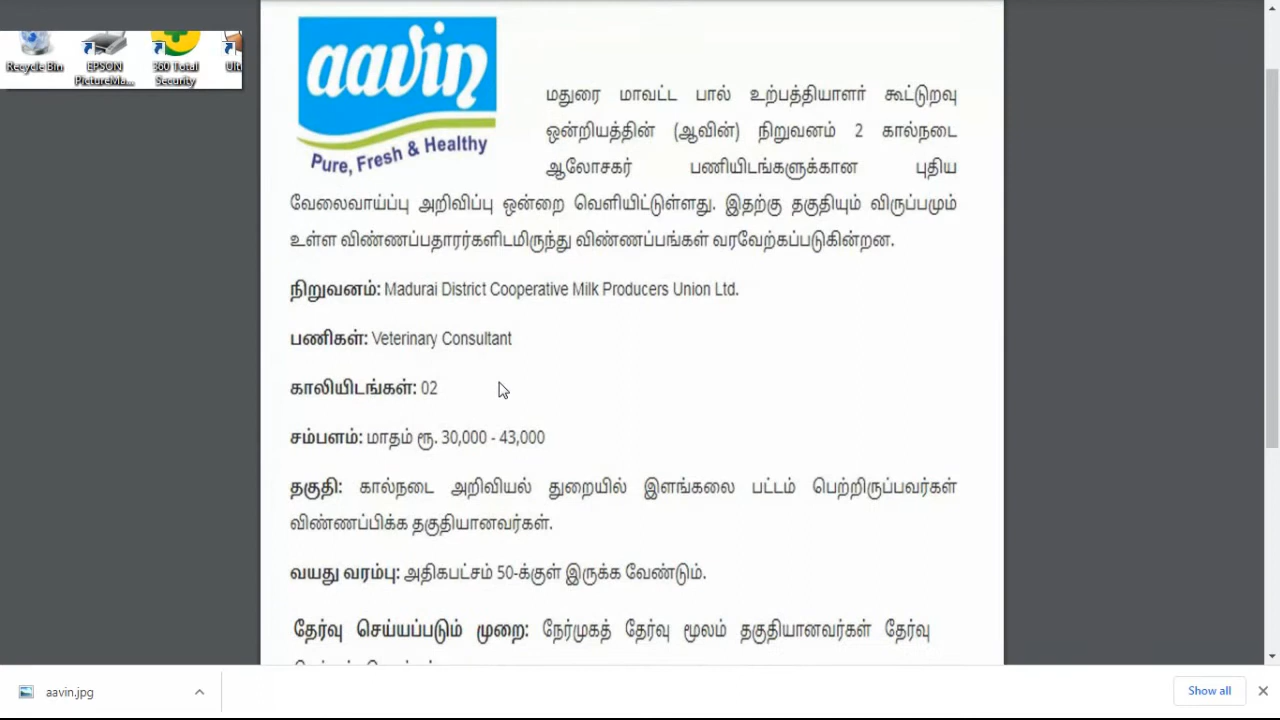 Recycle Bin
EPSON PictureMa...
360 Total Security
aavin
Pure, Fresh & Healthy
மதுரை மாவட்ட பால் உற்பத்தியாளர் கூட்டுறவு
ஒன்றியத்தின் (ஆவின்) நிறுவனம் 2 கால்நடை
ஆலோசகர் பணியிடங்களுக்கான புதிய
வேலைவாய்ப்பு அறிவிப்பு ஒன்றை வெளியிட்டுள்ளது. இதற்கு தகுதியும் விருப்பமும்
உள்ள விண்ணப்பதாரர்களிடமிருந்து விண்ணப்பங்கள் வரவேற்கப்படுகின்றன.
நிறுவனம்: Madurai District Cooperative Milk Producers Union Ltd.
பணிகள்: Veterinary Consultant
காலியிடங்கள்: 02
சம்பளம்: மாதம் ரூ. 30,000 - 43,000
தகுதி: கால்நடை அறிவியல் துறையில் இளங்கலை பட்டம் பெற்றிருப்பவர்கள்
விண்ணப்பிக்க தகுதியானவர்கள்.
வயது வரம்பு: அதிகபட்சம் 50-க்குள் இருக்க வேண்டும்.
தேர்வு செய்யப்படும் முறை: நேர்முகத் தேர்வு மூலம் தகுதியானவர்கள் தேர்வு
aavin.jpg
Show all